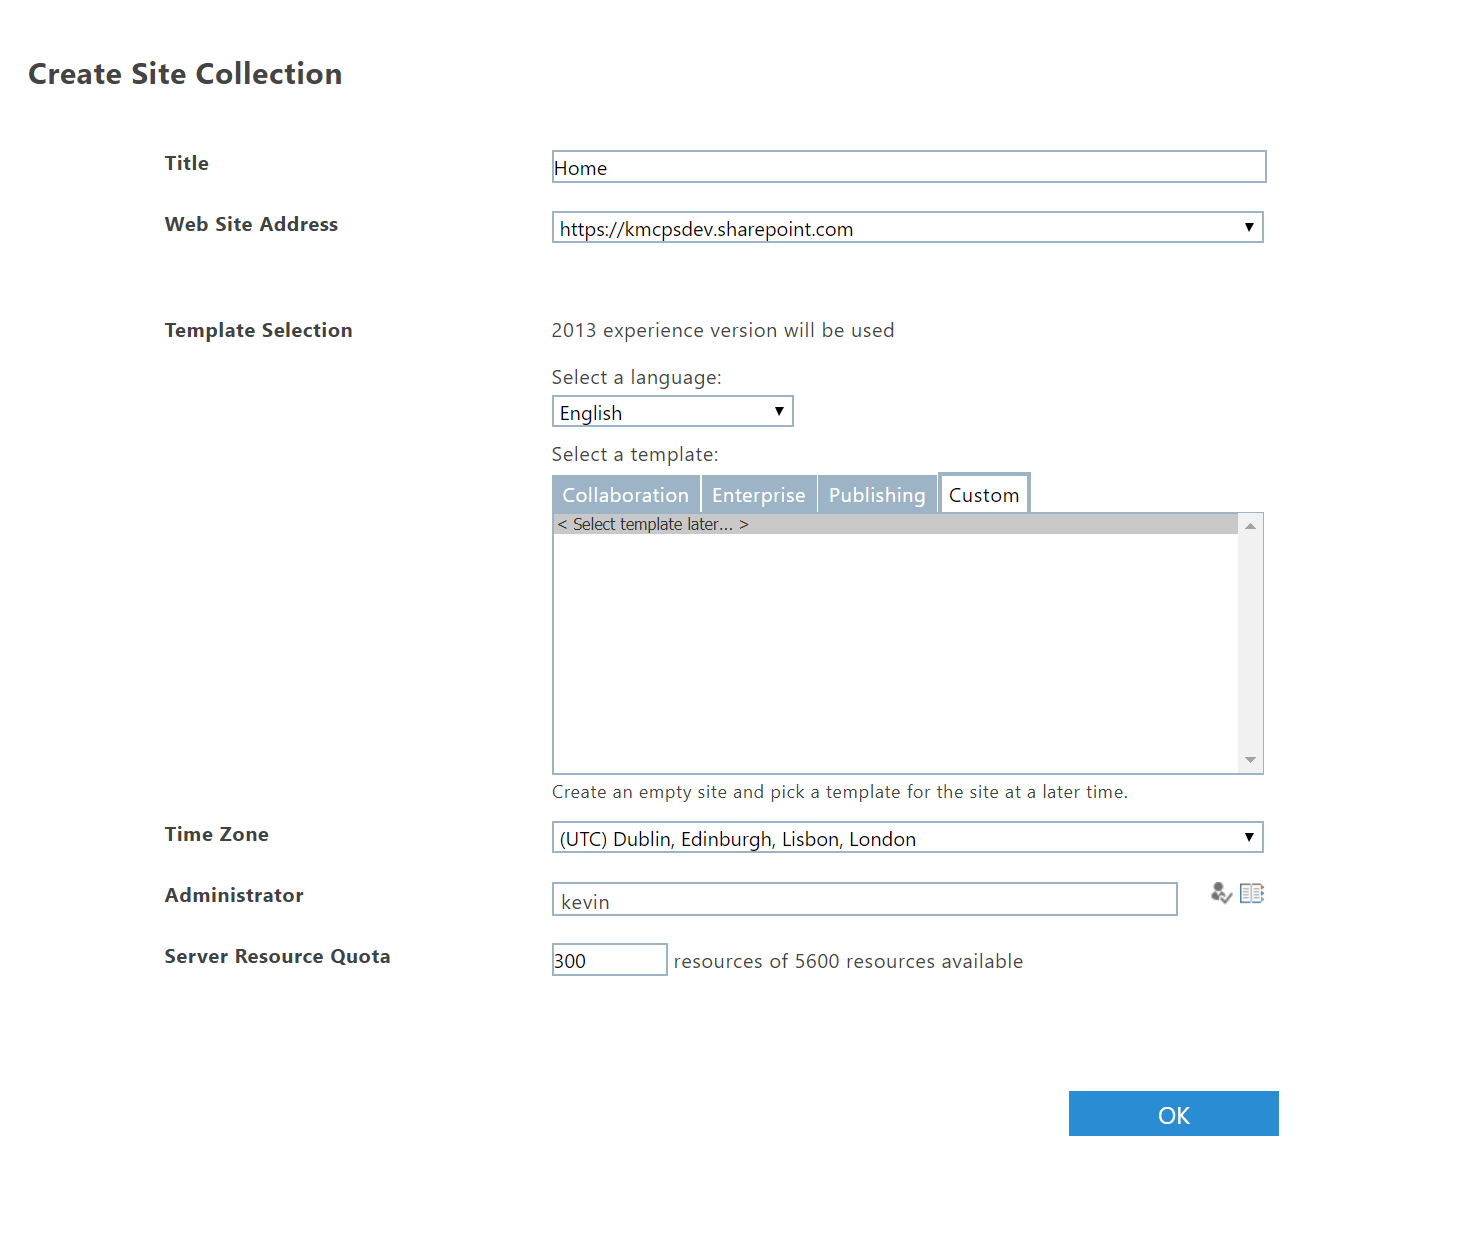 Create Site Collection
Title
Home
Web Site Address
https://kmcpsdev.sharepoint.com
Template Selection
2013 experience version will be used
Select a language:
English
Select a template:
Collaboration Enterprise Publishing Custom
< Select template later... >
Create an empty site and pick a template for the site at a later time.
Time Zone
(UTC) Dublin, Edinburgh, Lisbon, London
Administrator
kevin
Server Resource Quota
300 resources of 5600 resources available
OK